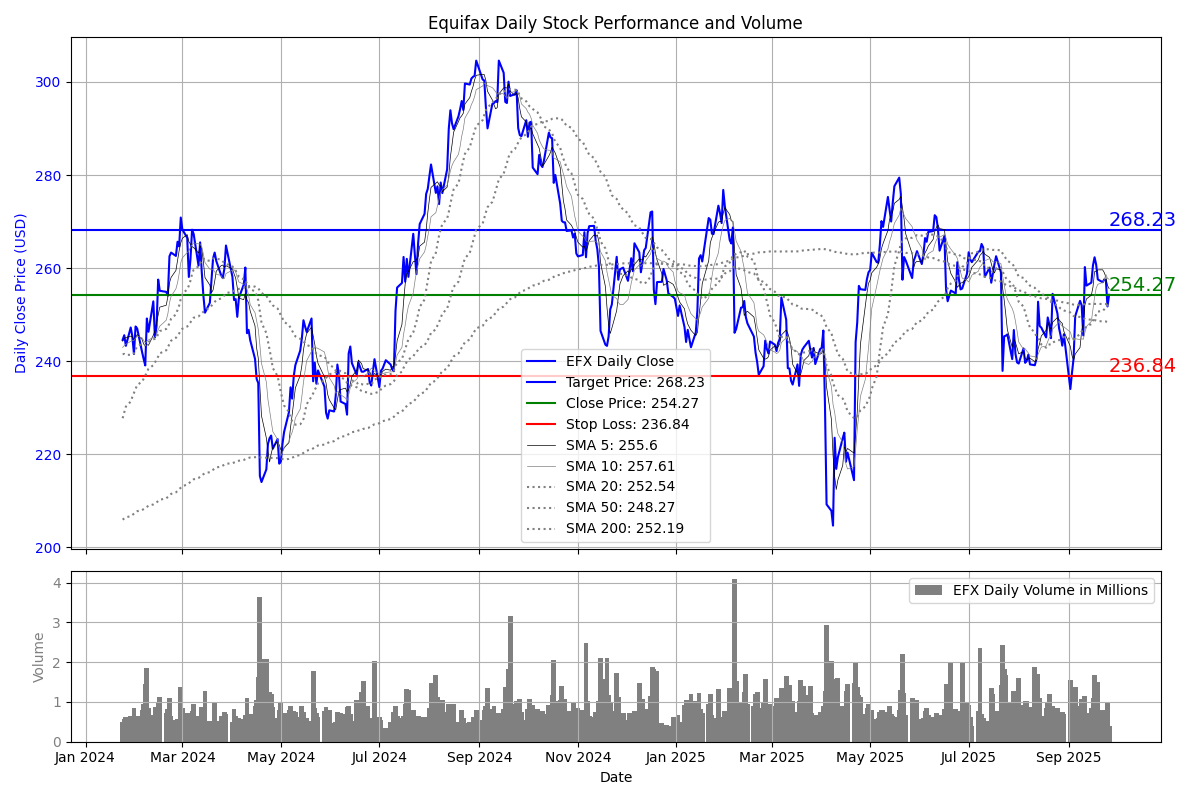 Equifax Daily Stock Performance and Volume
Daily Close Price (USD)
300
280
260
240
220
200
268.23
254.27
236.84
EFX Daily Close
Target Price: 268.23
Close Price: 254.27
Stop Loss: 236.84
SMA 5: 255.6
SMA 10: 257.61
SMA 20: 252.54
SMA 50: 248.27
SMA 200: 252.19
Volume
4
3
2
1
0
EFX Daily Volume in Millions
Jan 2024 Mar 2024 May 2024 Jul 2024 Sep 2024 Nov 2024 Jan 2025 Mar 2025 May 2025 Jul 2025 Sep 2025
Date